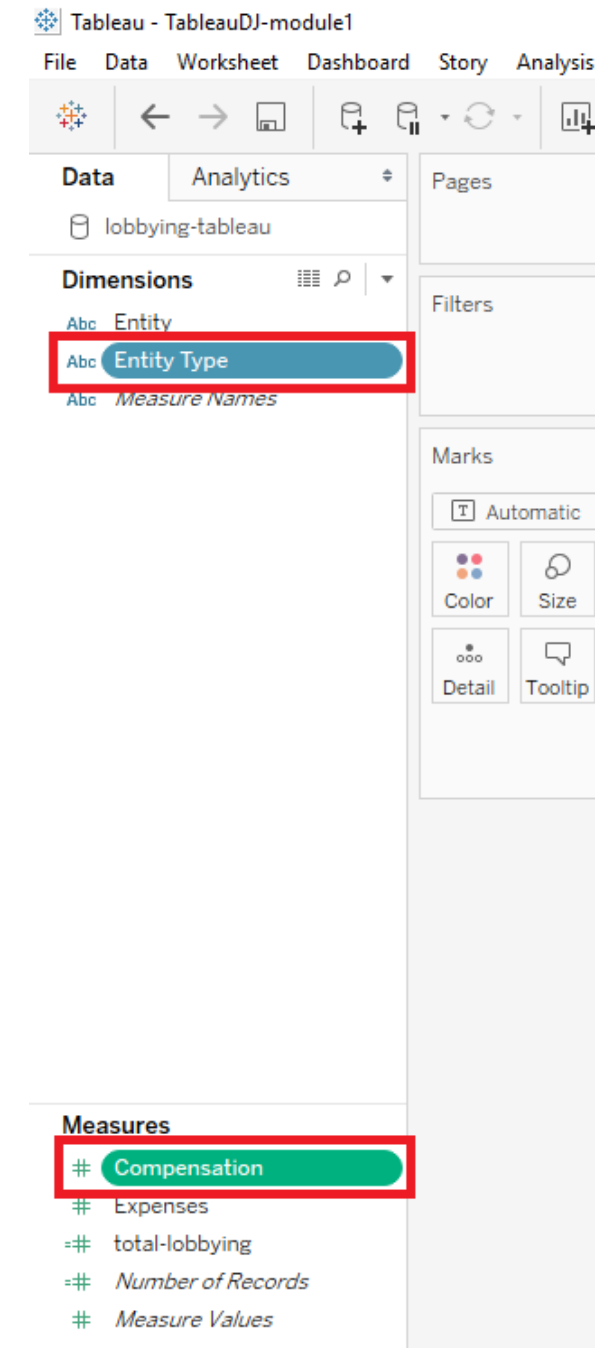 Tableau - TableauDJ-module1
File Data Worksheet Dashboard Story Analysis
Data Analytics
Pages
lobbying-tableau
Dimensions
Filters
Abc Entity
Abc Entity Type
Abc Measure Names
Marks
T Automatic
Color Size
Detail Tooltip
Measures
# Compensation
# Expenses
=# total-lobbying
=# Number of Records
# Measure Values